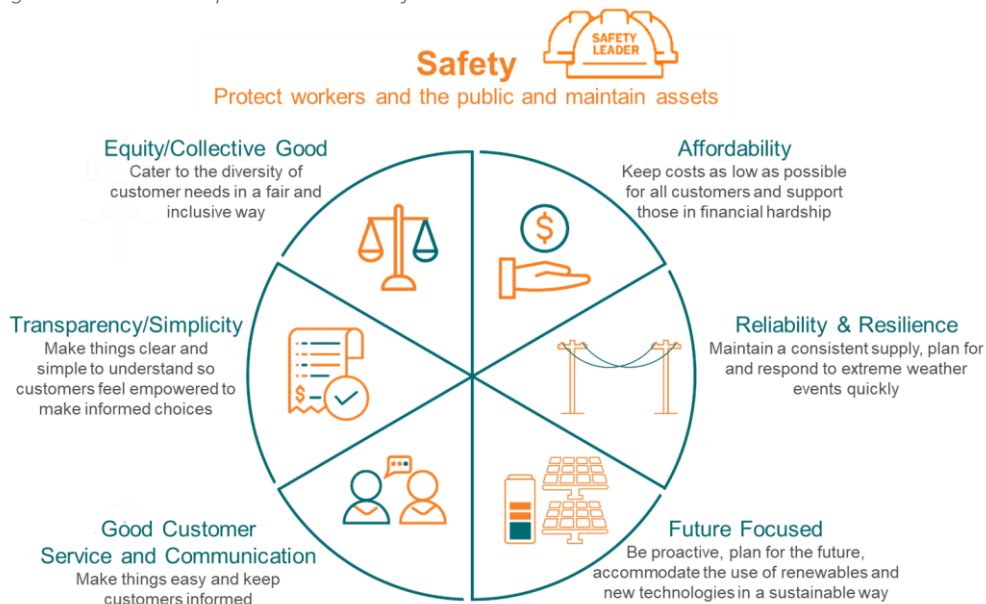 SAFETY
LEADER
Safety
Protect workers and the public and maintain assets
Equity/Collective Good
Cater to the diversity of
customer needs in a fair and
inclusive way
Affordability
Keep costs as low as possible
for all customers and support
those in financial hardship
$
Transparency/Simplicity
Make things clear and
simple to understand so
customers feel empowered to
make informed choices
$
Reliability & Resilience
Maintain a consistent supply, plan for
and respond to extreme weather
events quickly
Good Customer
Service and Communication
Make things easy and keep
customers informed
Future Focused
Be proactive, plan for the future,
accommodate the use of renewables and
new technologies in a sustainable way